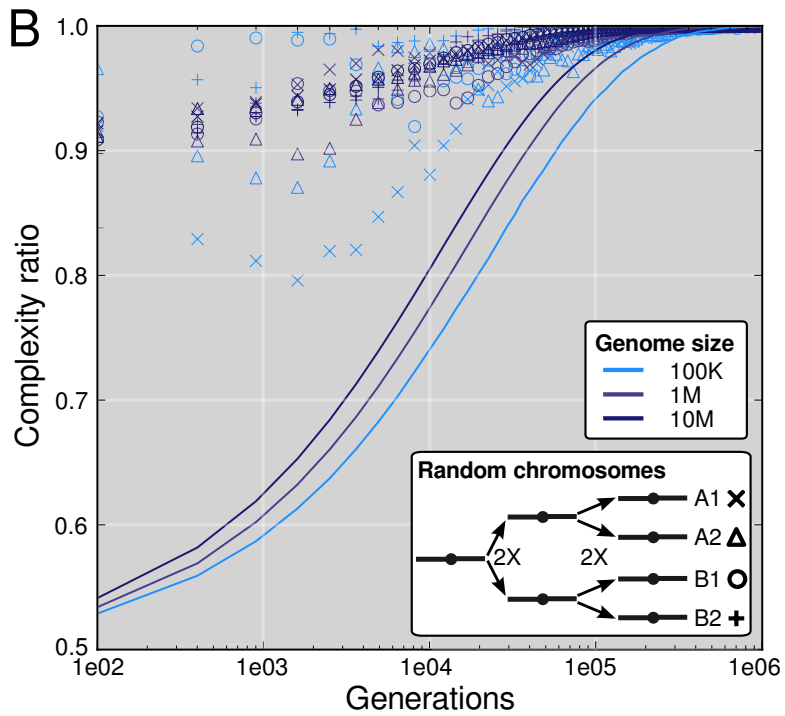 B
1.0
0.9
0.8
0.7
0.6
0.5
Complexity ratio
1e02
1e03
1e04
1e05
1e06
Generations
Genome size
100K
1M
10M
Random chromosomes
2X
2X
A1
A2
B1
B2